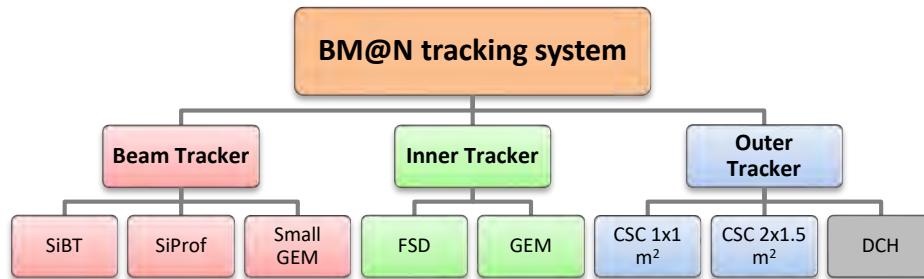 BM@N tracking system
Beam Tracker
Inner Tracker
Outer
Tracker
SiBT
SiProf
Small
GEM
FSD
GEM
CSC 1x1
m²
CSC 2x1.5
m²
DCH